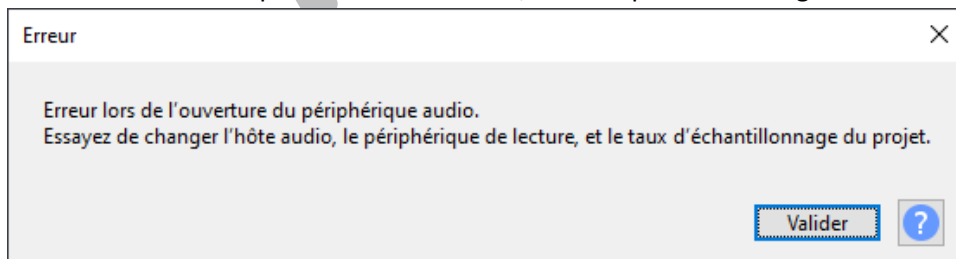 Erreur
Erreur lors de l'ouverture du périphérique audio.
Essayez de changer l'hôte audio, le périphérique de lecture, et le taux d'échantillonnage du projet.
Valider
?